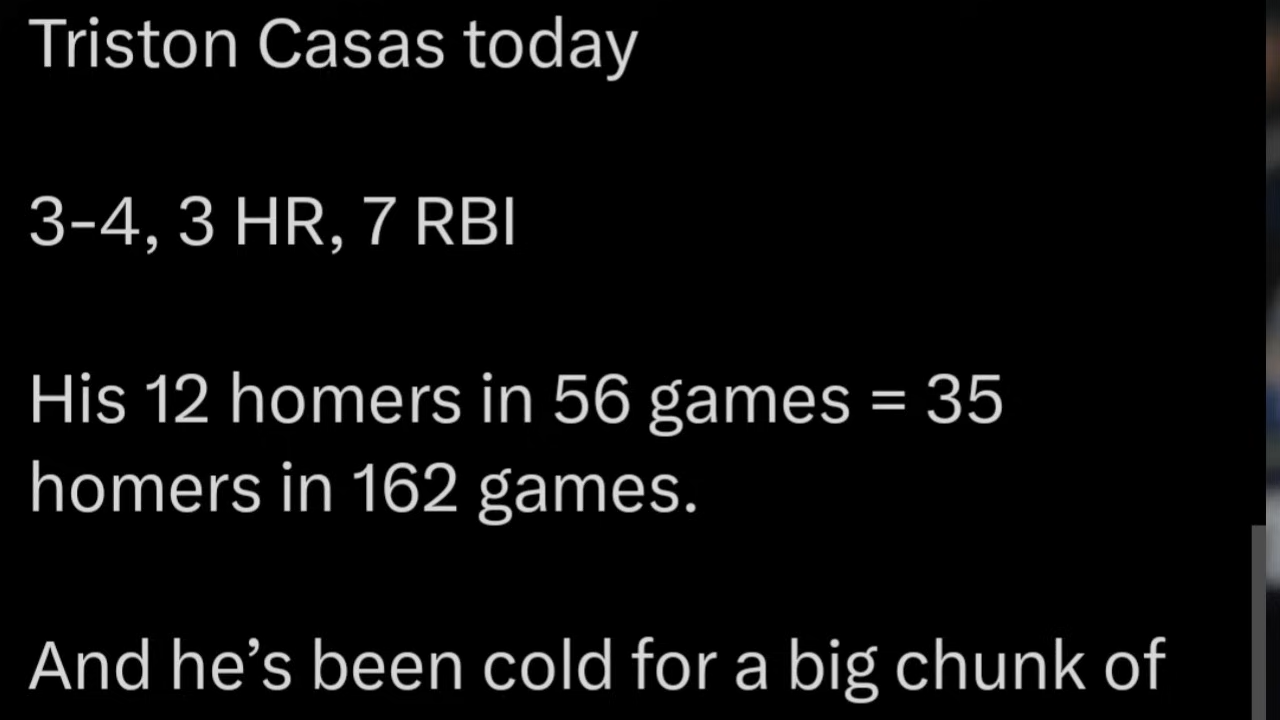 Triston Casas today
3-4, 3 HR, 7 RBI
His 12 homers in 56 games = 35
homers in 162 games.
And he’s been cold for a big chunk of